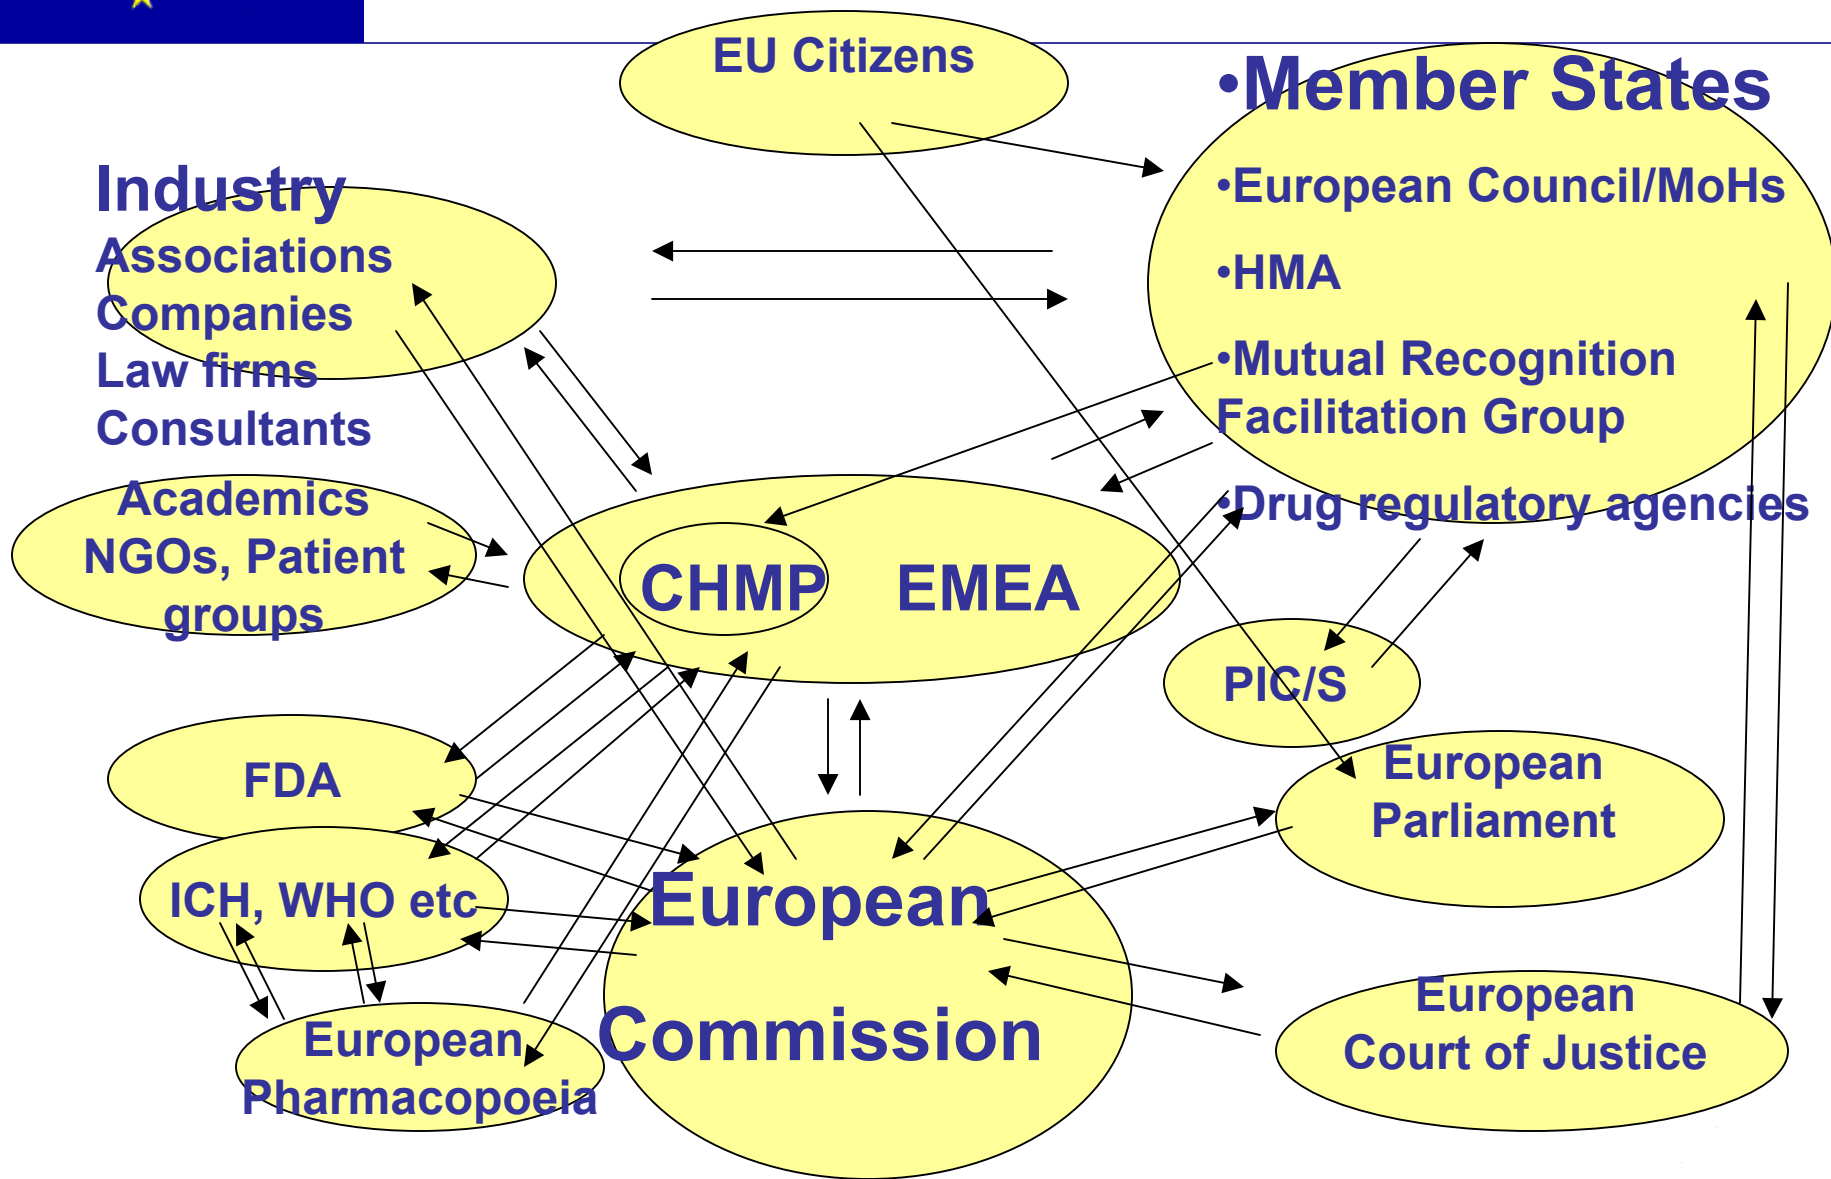 EU Citizens
•Member States
•European Council/MoHs
•HMA
•Mutual Recognition
Facilitation Group
•Drug regulatory agencies
Industry
Associations
Companies
Law firms
Consultants
Academics
NGOs, Patient
groups
CHMP EMEA
PIC/S
FDA
European
Parliament
ICH, WHO etc
European
Commission
European
Court of Justice
European
Pharmacopoeia